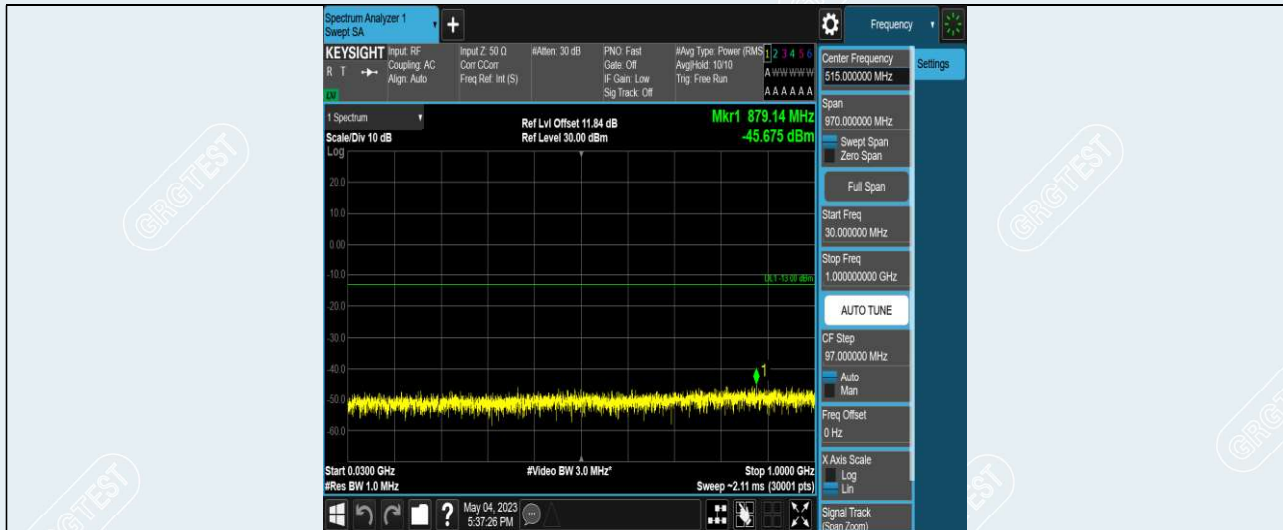 Spectrum Analyzer 1
Swept SA
+
Frequency
KEYSIGHT
R T
Input: RF
Coupling: AC
Align: Auto
Input Z: 50 Ω
Corr CCorr
Freq Ref: Int (S)
#Atten: 30 dB
PNO: Fast
Gate: Off
IF Gain: Low
Sig Track: Off
#Avg Type: Power (RMS
Avg|Hold: 10/10
Trig: Free Run
1 2 3 4 5 6
A W W W W W
A A A A A A
1 Spectrum
Scale/Div 10 dB
Ref Lvl Offset 11.84 dB
Ref Level 30.00 dBm
Mkr1 879.14 MHz
-45.675 dBm
Log
20.0
10.0
0.00
-10.0
DL1 -13.00 dBm
-20.0
-30.0
-40.0
1
-50.0
-60.0
Start 0.0300 GHz
#Res BW 1.0 MHz
#Video BW 3.0 MHz*
Stop 1.0000 GHz
Sweep ~2.11 ms (30001 pts)
?
May 04, 2023
5:37:26 PM
Center Frequency
515.000000 MHz
Settings
Span
970.000000 MHz
Swept Span
Zero Span
Full Span
Start Freq
30.000000 MHz
Stop Freq
1.000000000 GHz
AUTO TUNE
CF Step
97.000000 MHz
Auto
Man
Freq Offset
0 Hz
X Axis Scale
Log
Lin
Signal Track
(Span Zoom)
GRGTEST
GRGTEST
GRGTEST
GRGTEST